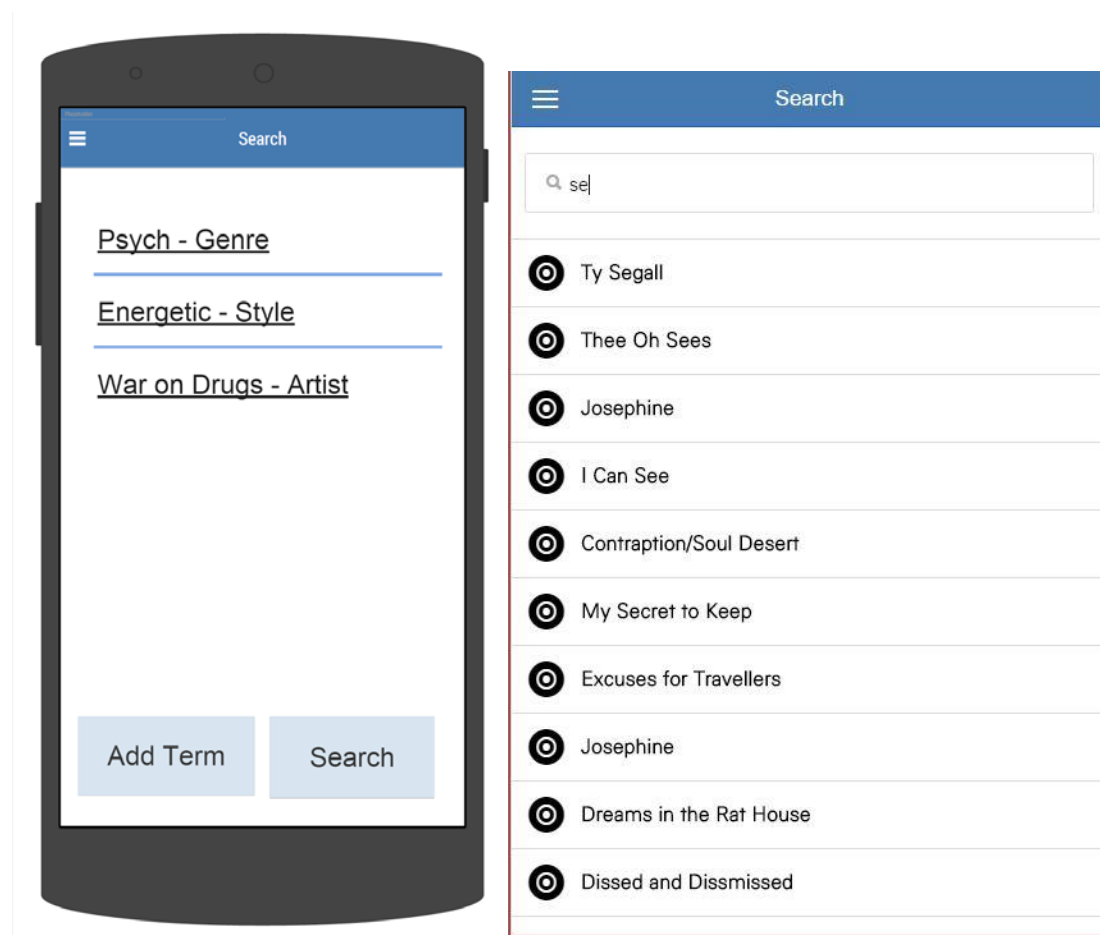 Search
Psych - Genre
Energetic - Style
War on Drugs - Artist
Add Term
Search
Search
se
Ty Segall
Thee Oh Sees
Josephine
I Can See
Contraption/Soul Desert
My Secret to Keep
Excuses for Travellers
Josephine
Dreams in the Rat House
Dissed and Dissmissed